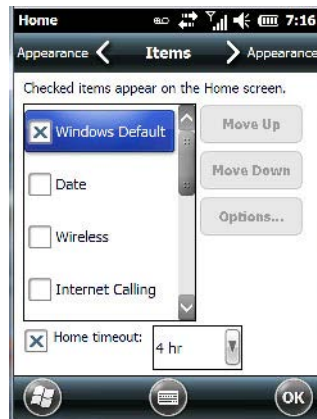 Home 7:16
Appearance Items Appearance
Checked items appear on the Home screen.
Windows Default
Move Up
Date
Move Down
Options...
Wireless
Internet Calling
Home timeout: 4 hr
OK